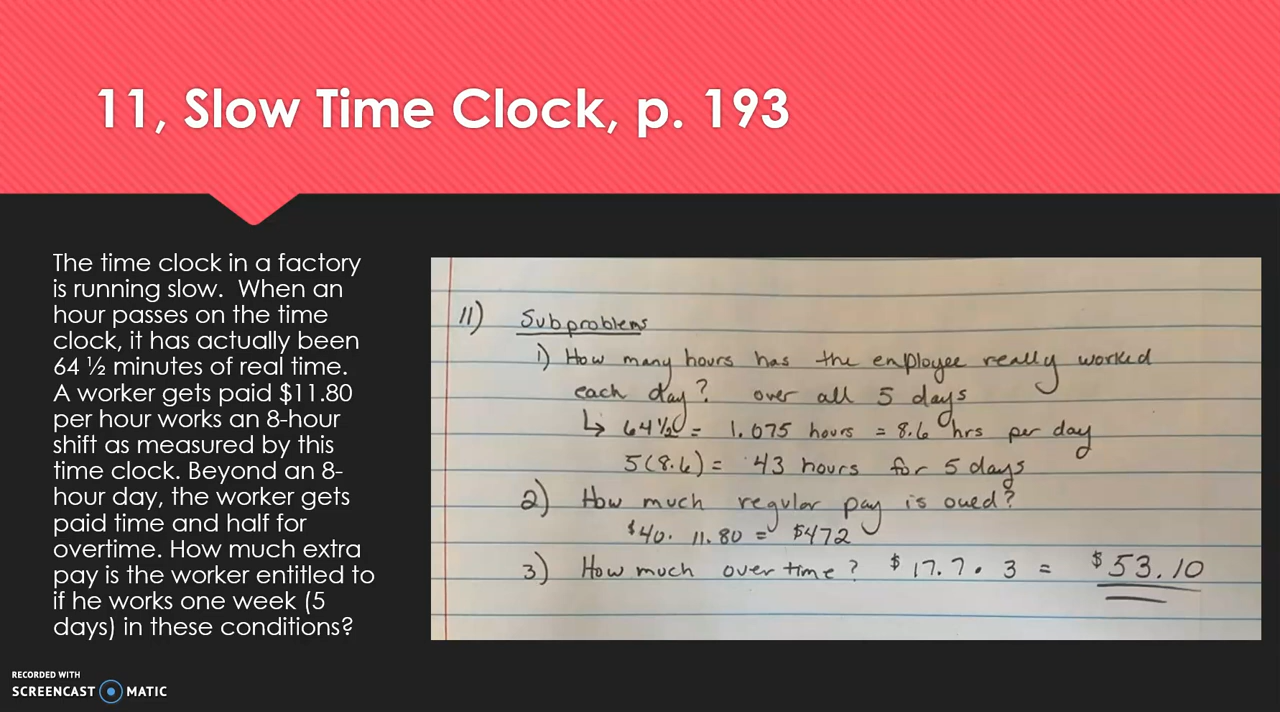 11, Slow Time Clock, p. 193
The time clock in a factory
is running slow. When an
hour passes on the time
clock, it has actually been
64 ½ minutes of real time.
A worker gets paid $11.80
per hour works an 8-hour
shift as measured by this
time clock. Beyond an 8-
hour day, the worker gets
paid time and half for
overtime. How much extra
pay is the worker entitled to
if he works one week (5
days) in these conditions?
11) Subproblems
1) How many hours has the employee really worked
each day? over all 5 days
↳ 64½ = 1.075 hours = 8.6 hrs per day
5(8.6) = 43 hours for 5 days
2) How much regular pay is owed?
$40. 11.80 = $472
3) How much over time? $17.7 • 3 = $53.10
RECORDED WITH
SCREENCAST MATIC